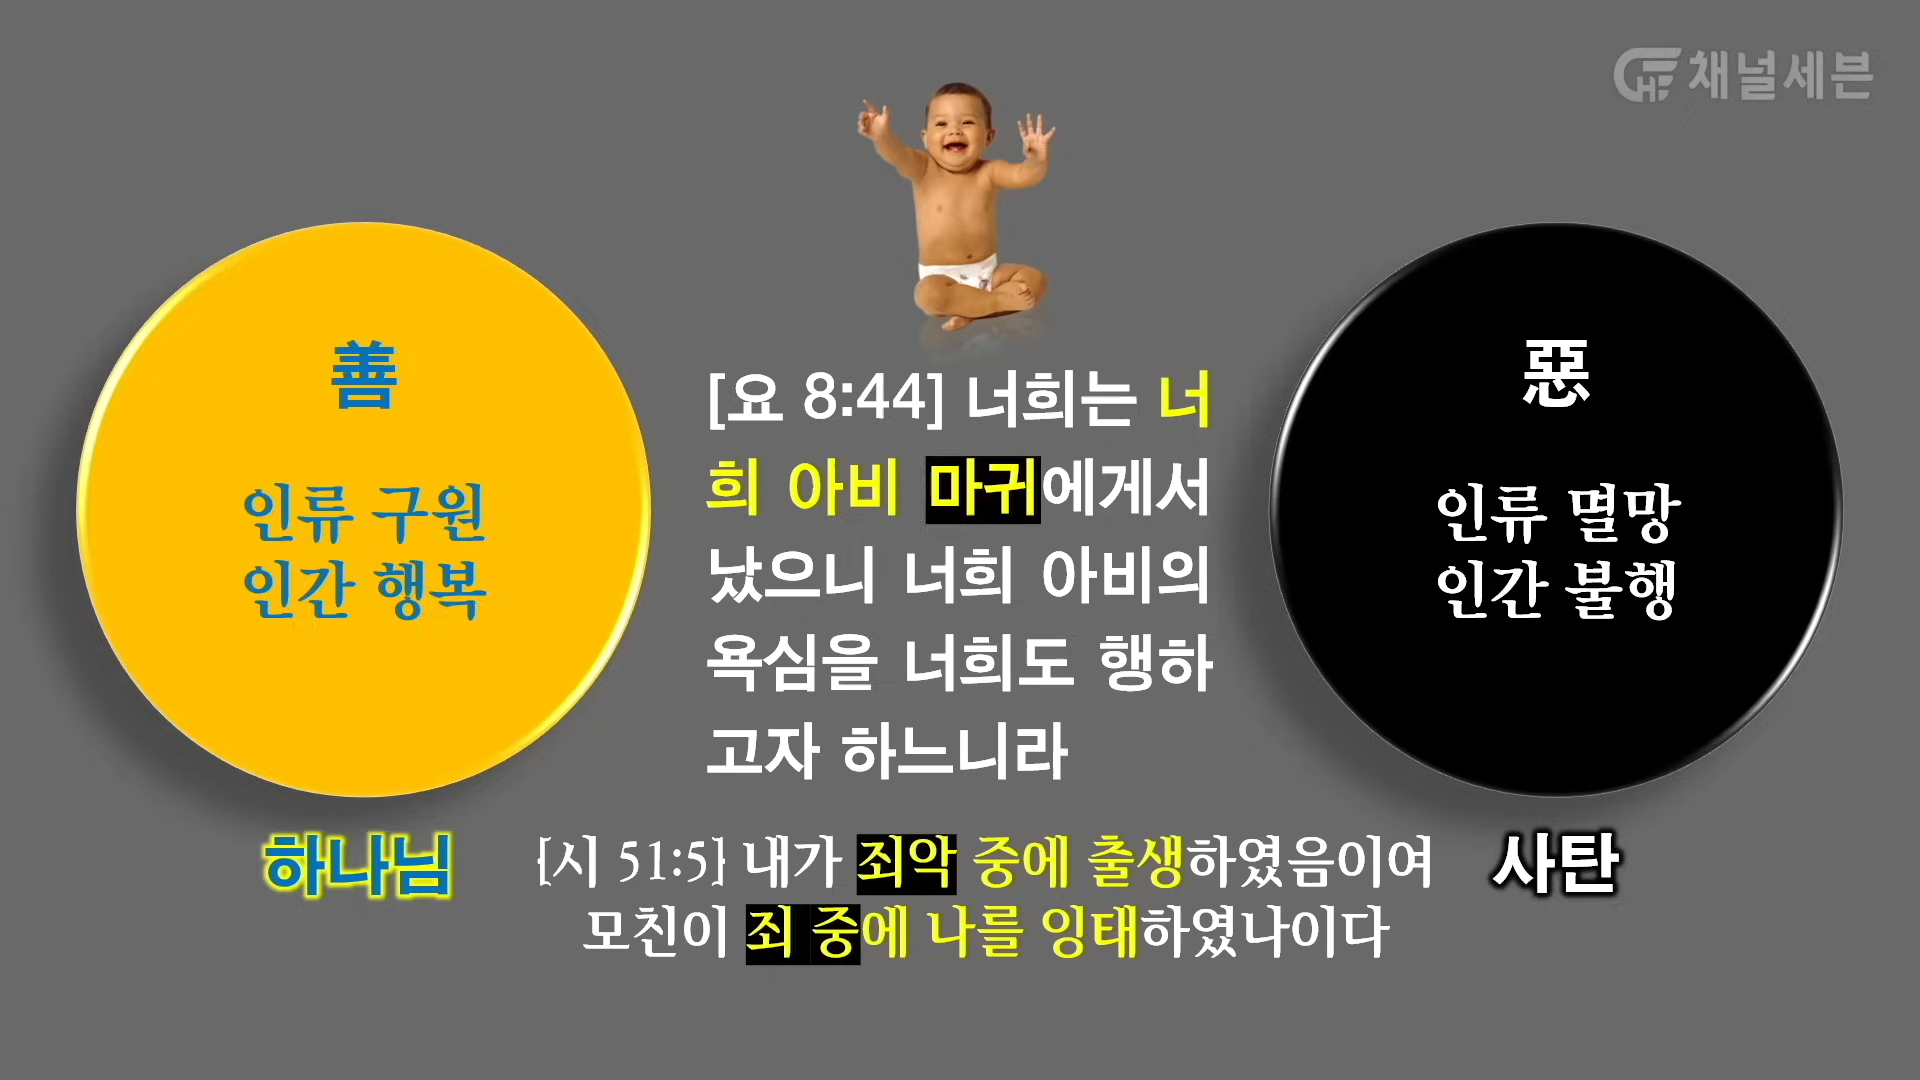 채널세븐
善
인류 구원
인간 행복
하나님
[요 8:44] 너희는 너
희 아비 마귀에게서
났으니 너희 아비의
욕심을 너희도 행하
고자 하느니라
惡
인류 멸망
인간 불행
사탄
[시 51:5] 내가 죄악 중에 출생하였음이여
모친이 죄 중에 나를 잉태하였나이다